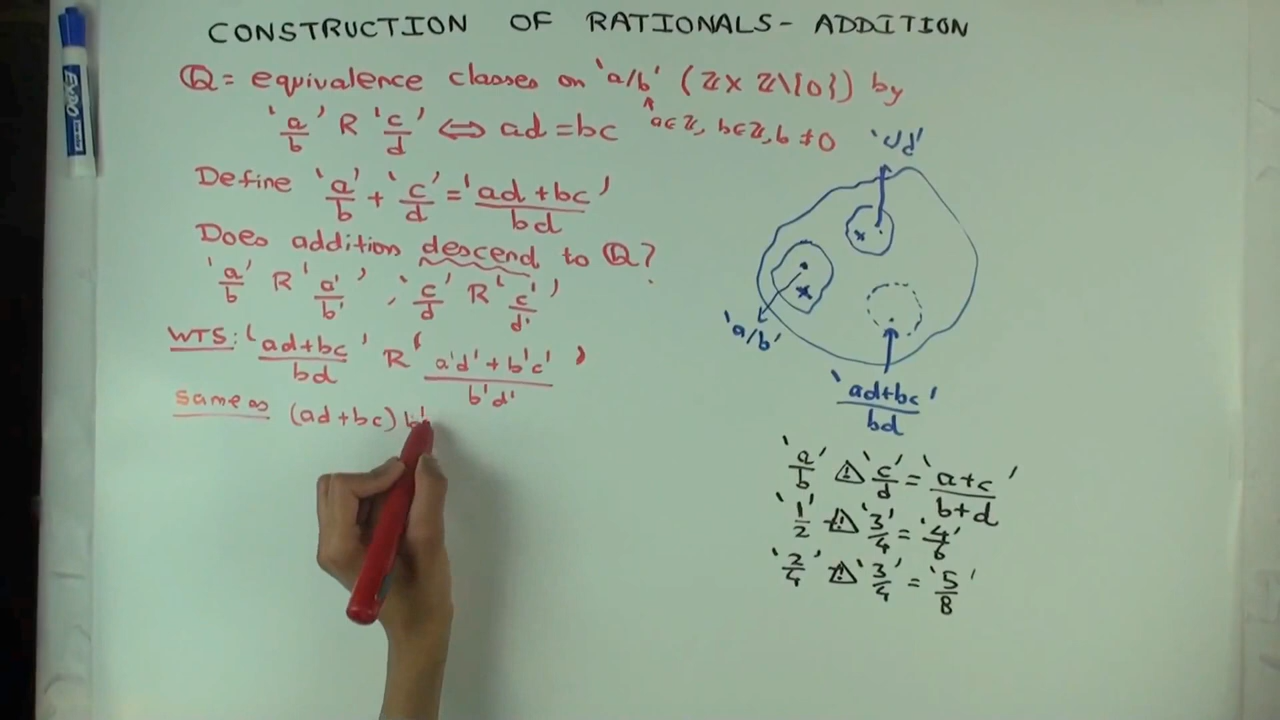 CONSTRUCTION OF RATIONALS - ADDITION
ℚ = equivalence classes on 'a/b' (ℤ × ℤ\{0}) by
'a/b' R 'c/d' ⇔ ad = bc a∈ℤ, b∈ℤ, b ≠ 0
Define 'a/b' + 'c/d' = 'ad + bc / bd'
Does addition descend to ℚ?
'a/b' R 'a'/b'', 'c/d' R 'c'/d''
WTS: 'ad + bc / bd' R 'a'd' + b'c' / b'd''
Same as (ad + bc) b'
EXPO
'c/d'
'a/b'
'ad + bc / bd'
'a/b' ⚠ 'c/d' = 'a + c / b + d'
'1/2' ⚠ '3/4' = '4/6'
'2/4' ⚠ '3/4' = '5/8'